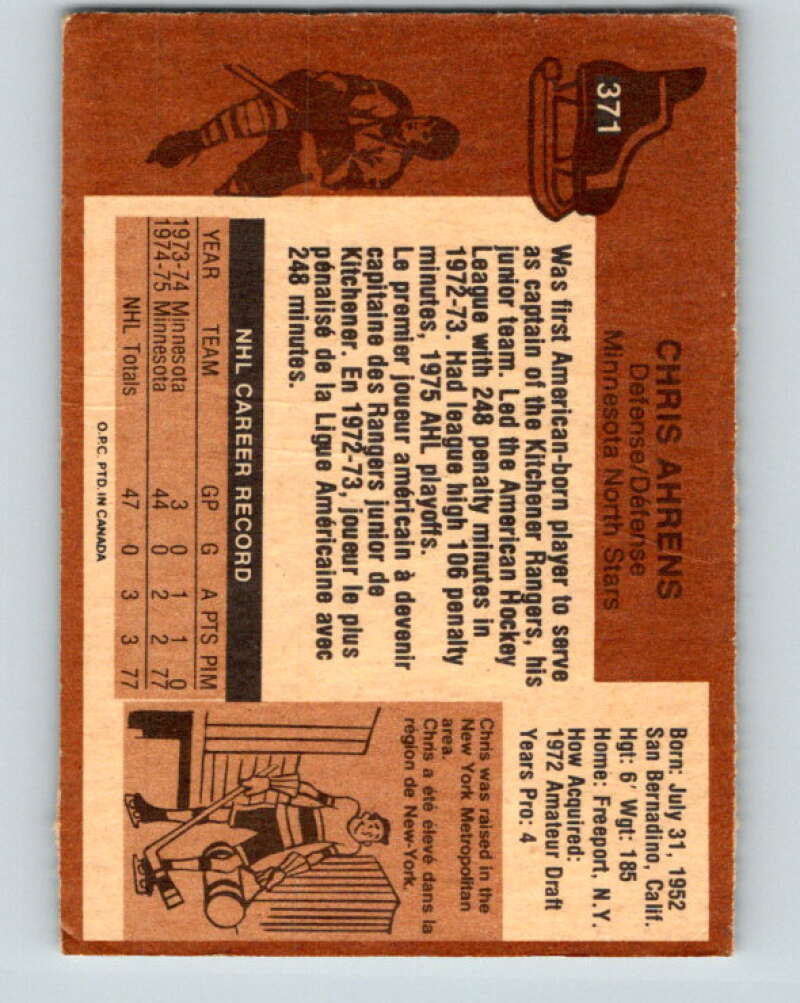 371
CHRIS AHRENS
Defense/Défense
Minnesota North Stars
Born: July 31, 1952
San Bernadino, Calif.
Hgt: 6' Wgt: 185
Home: Freeport, N.Y.
How Acquired:
1972 Amateur Draft
Years Pro: 4
Was first American-born player to serve
as captain of the Kitchener Rangers, his
junior team. Led the American Hockey
League with 248 penalty minutes in
1972-73. Had league high 106 penalty
minutes, 1975 AHL playoffs.
Le premier joueur américain à devenir
capitaine des Rangers junior de
Kitchener. En 1972-73, joueur le plus
pénalisé de la Ligue Américaine avec
248 minutes.
Chris was raised in the
New York Metropolitan
area.
Chris a été élevé dans la
région de New-York.
NHL CAREER RECORD
YEAR TEAM GP G A PTS PIM
1973-74 Minnesota 3 0 1 1 0
1974-75 Minnesota 44 0 2 2 77
NHL Totals 47 0 3 3 77
O.P.C. PTD. IN CANADA